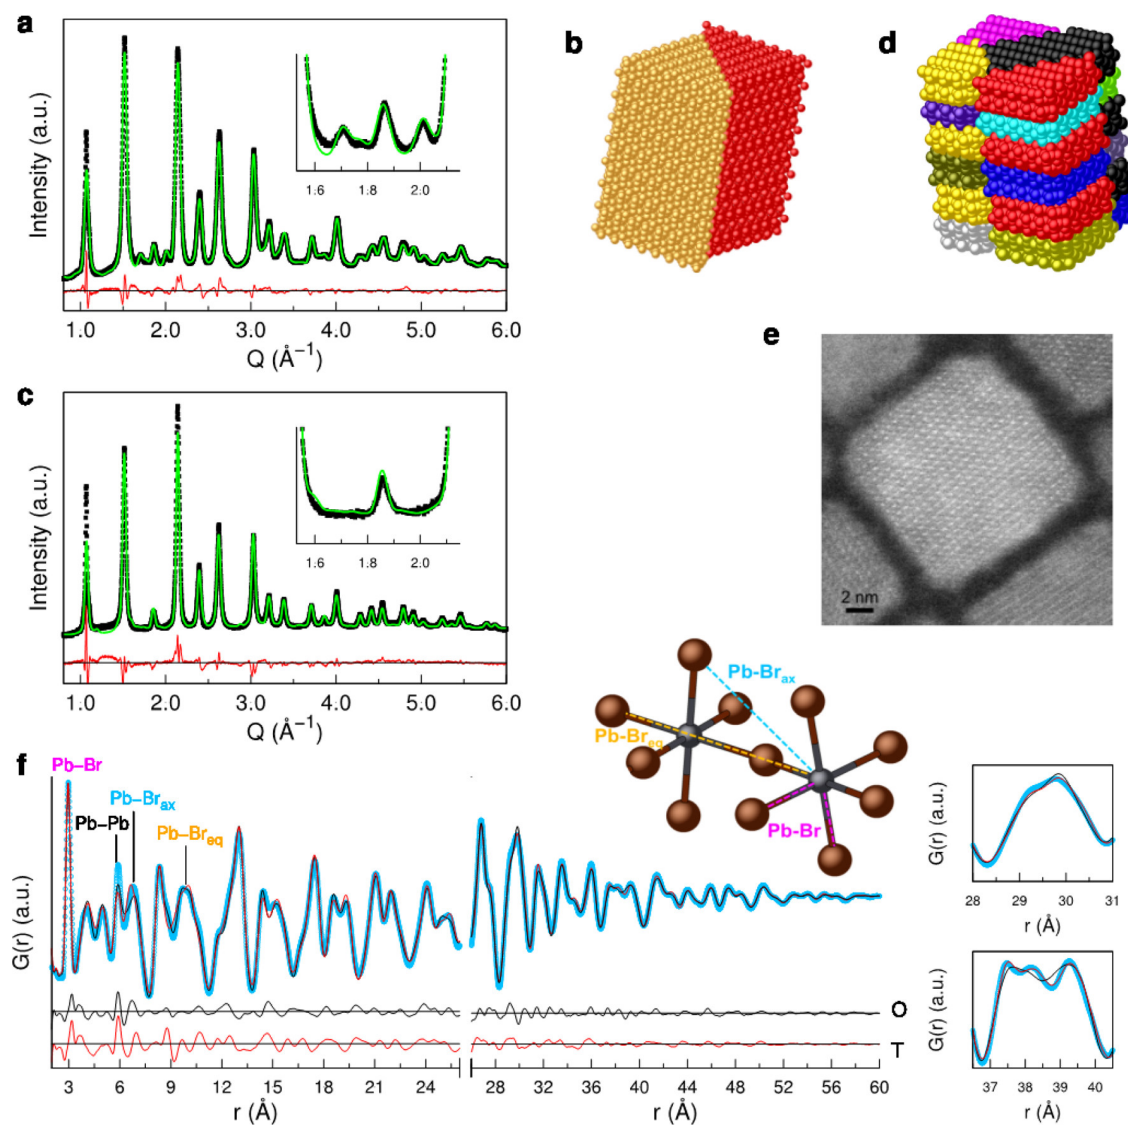 a
Intensity (a.u.)
1:6 1:8 2:0
1.0 2.0 3.0 4.0 5.0 6.0
Q (Å⁻¹)
b
d
c
Intensity (a.u.)
1:6 1:8 2:0
1.0 2.0 3.0 4.0 5.0 6.0
Q (Å⁻¹)
e
2 nm
Pb-Br_ax
Pb-Br_eq
Pb-Br
f
Pb–Br
Pb–Br_ax
Pb–Pb
Pb–Br_eq
G(r) (a.u.)
O
T
3 6 9 12 15 18 21 24
r (Å)
28 32 36 40 44 48 52 56 60
r (Å)
G(r) (a.u.)
28 29 30 31
r (Å)
G(r) (a.u.)
37 38 39 40
r (Å)